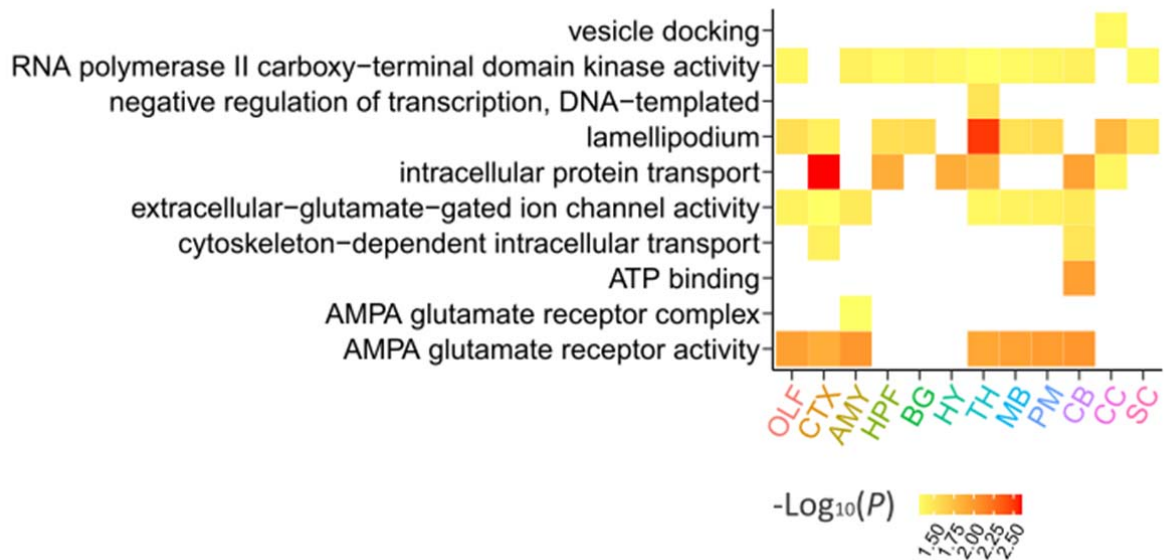 vesicle docking
RNA polymerase II carboxy−terminal domain kinase activity
negative regulation of transcription, DNA−templated
lamellipodium
intracellular protein transport
extracellular−glutamate−gated ion channel activity
cytoskeleton−dependent intracellular transport
ATP binding
AMPA glutamate receptor complex
AMPA glutamate receptor activity
OLF CTX AMY HPF BG HY TH MB PM CB CC SC
-Log₁₀(P)
1.50 1.75 2.00 2.25 2.50